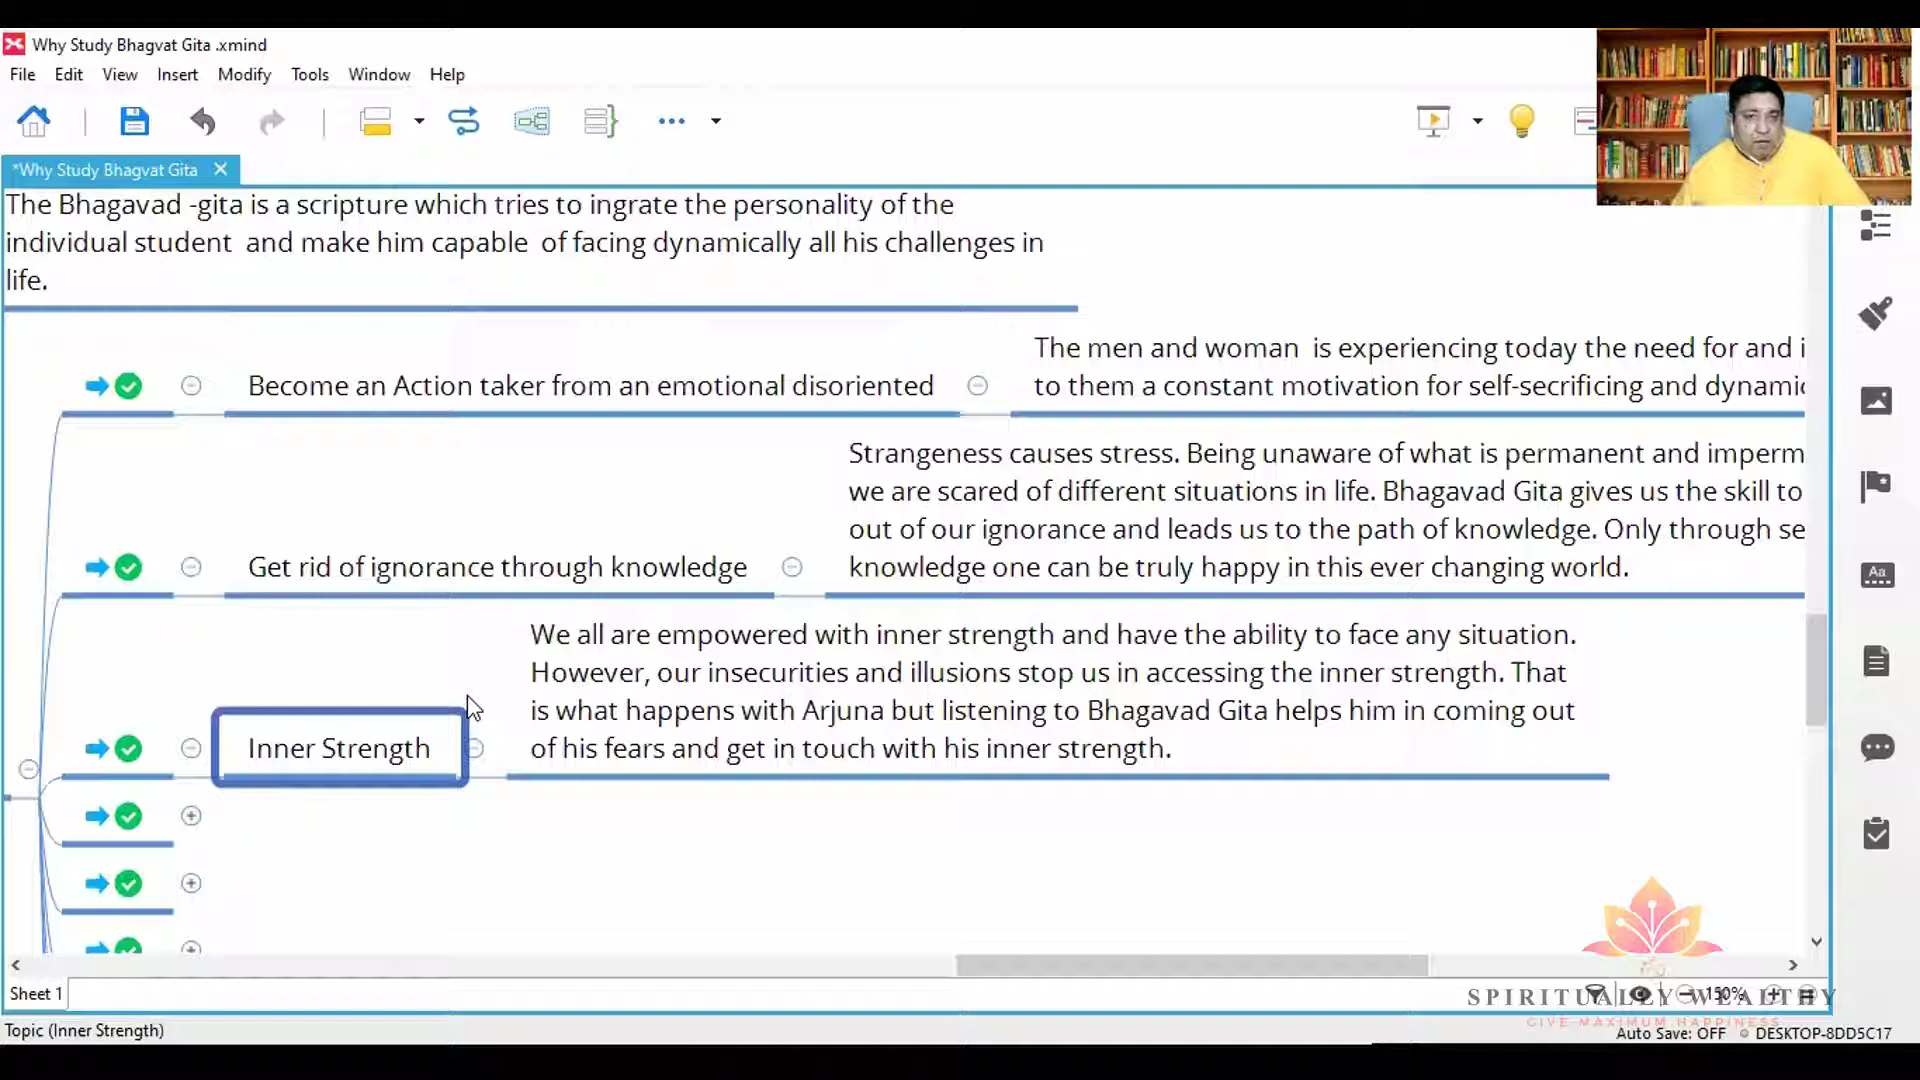 Why Study Bhagvat Gita .xmind
File Edit View Insert Modify Tools Window Help
*Why Study Bhagvat Gita
The Bhagavad -gita is a scripture which tries to ingrate the personality of the
individual student and make him capable of facing dynamically all his challenges in
life.
The men and woman is experiencing today the need for and i
to them a constant motivation for self-secrificing and dynamic
Become an Action taker from an emotional disoriented
Strangeness causes stress. Being unaware of what is permanent and imperm
we are scared of different situations in life. Bhagavad Gita gives us the skill to
out of our ignorance and leads us to the path of knowledge. Only through se
knowledge one can be truly happy in this ever changing world.
Get rid of ignorance through knowledge
We all are empowered with inner strength and have the ability to face any situation.
However, our insecurities and illusions stop us in accessing the inner strength. That
is what happens with Arjuna but listening to Bhagavad Gita helps him in coming out
of his fears and get in touch with his inner strength.
Inner Strength
Aa
Sheet 1
150%
SPIRITUALLY WEALTHY
GIVE MAXIMUM HAPPINESS
Topic (Inner Strength)
Auto Save: OFF
DESKTOP-8DD5C17